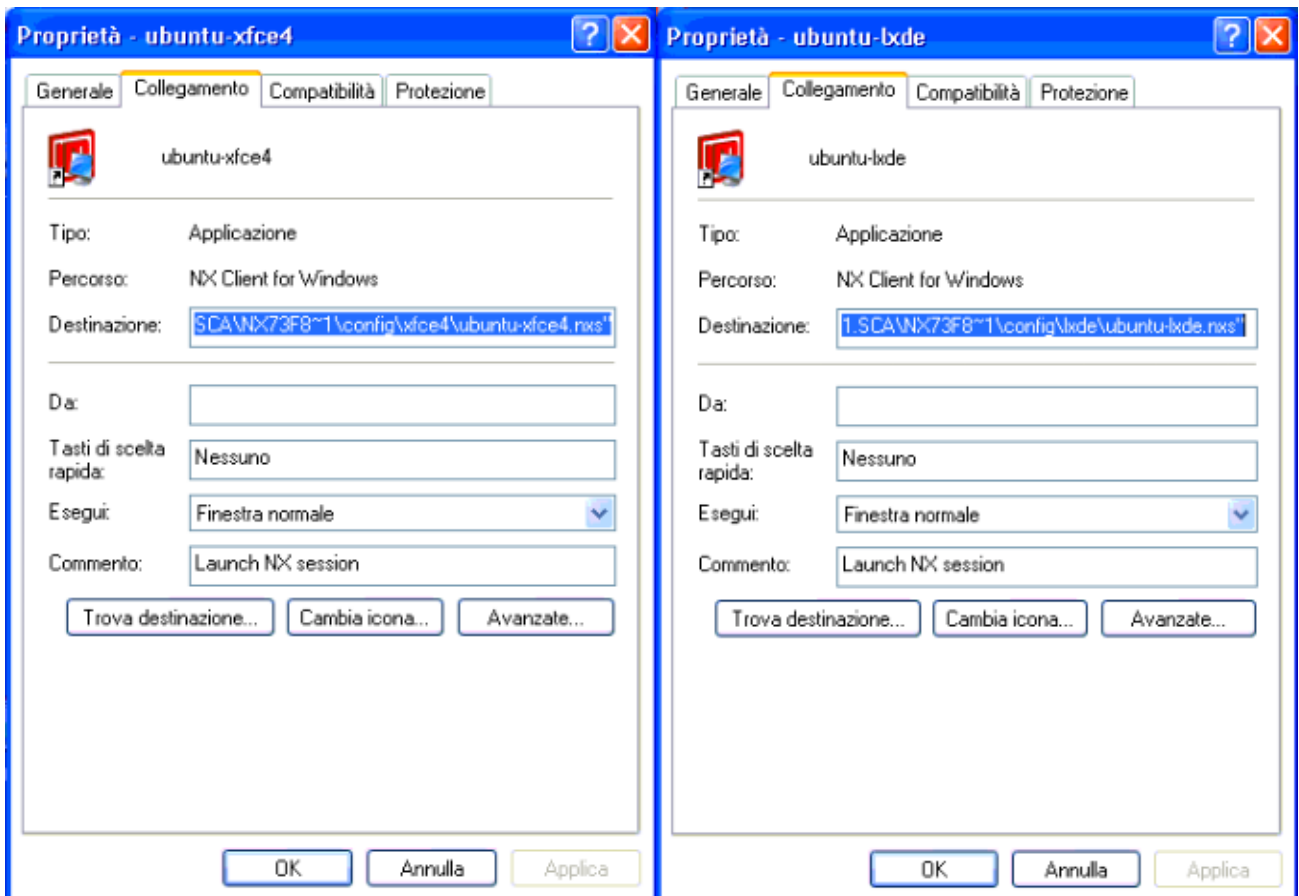 Proprietà - ubuntu-xfce4
Generale Collegamento Compatibilità Protezione
ubuntu-xfce4
Tipo: Applicazione
Percorso: NX Client for Windows
Destinazione: SCA\NX73F8~1\config\xfce4\ubuntu-xfce4.nxs"
Da:
Tasti di scelta
rapida: Nessuno
Esegui: Finestra normale
Commento: Launch NX session
Trova destinazione... Cambia icona... Avanzate...
OK Annulla Applica
Proprietà - ubuntu-lxde
Generale Collegamento Compatibilità Protezione
ubuntu-lxde
Tipo: Applicazione
Percorso: NX Client for Windows
Destinazione: 1.SCA\NX73F8~1\config\lxde\ubuntu-lxde.nxs"
Da:
Tasti di scelta
rapida: Nessuno
Esegui: Finestra normale
Commento: Launch NX session
Trova destinazione... Cambia icona... Avanzate...
OK Annulla Applica